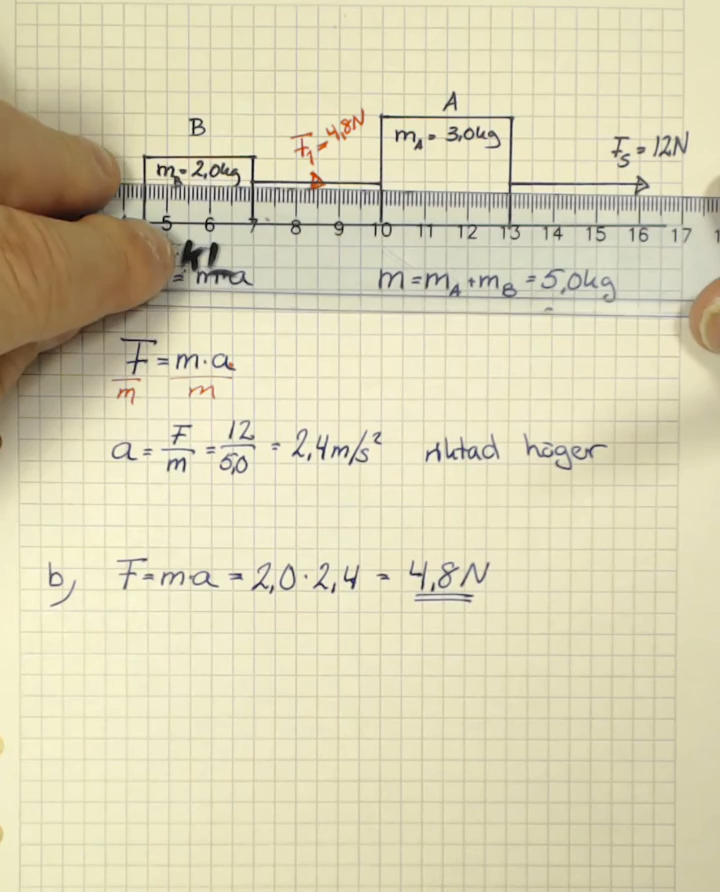 B
A
F₁ = 4,8N
m_A = 3,0kg
F_S = 12N
m_B = 2,0kg
5 6 7 8 9 10 11 12 13 14 15 16 17
= m·a
m = m_A + m_B = 5,0kg
F = m·a
m m
a = F/m = 12/5,0 = 2,4 m/s² riktad höger
b) F = m·a = 2,0 · 2,4 = 4,8N